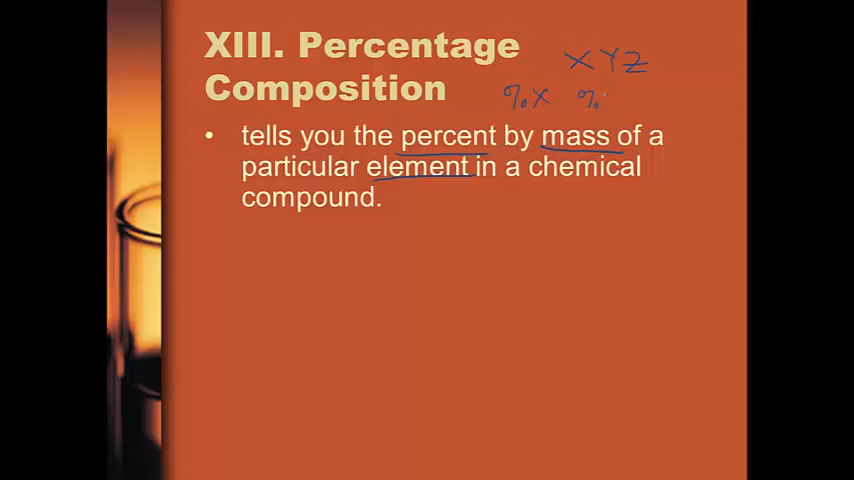 XIII. Percentage
Composition
XYZ
%X %
• tells you the percent by mass of a
particular element in a chemical
compound.